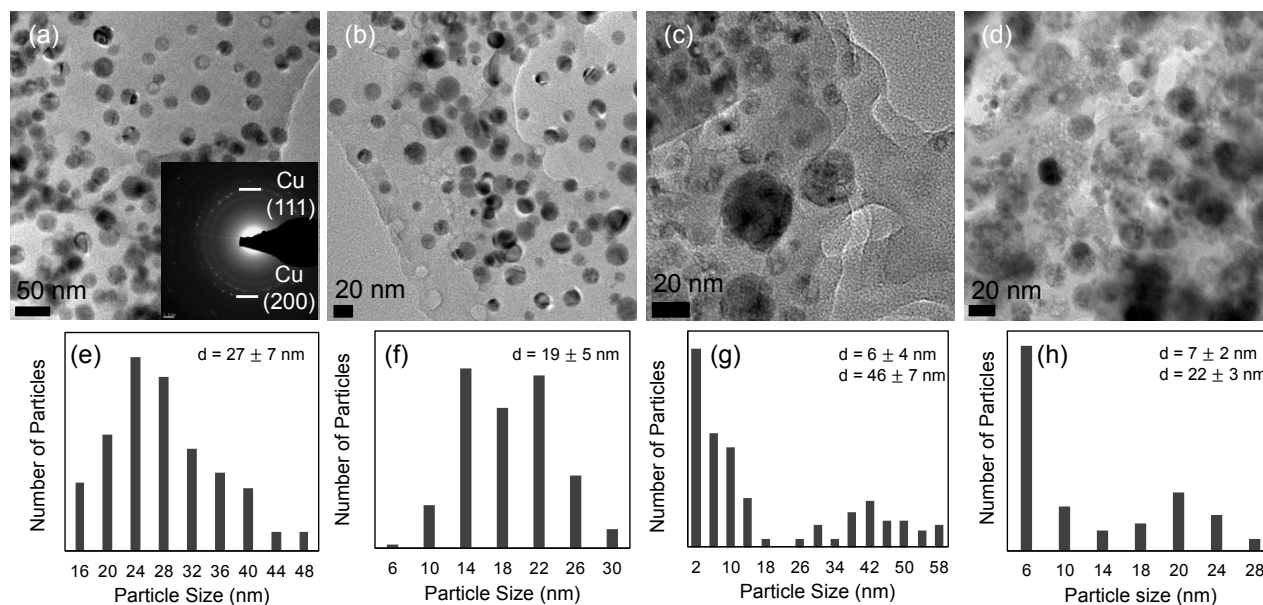 (a)
Cu
(111)
Cu
(200)
50 nm
(b)
20 nm
(c)
20 nm
(d)
20 nm
(e)
d = 27 ± 7 nm
Number of Particles
16 20 24 28 32 36 40 44 48
Particle Size (nm)
(f)
d = 19 ± 5 nm
Number of Particles
6 10 14 18 22 26 30
Particle Size (nm)
(g)
d = 6 ± 4 nm
d = 46 ± 7 nm
Number of Particles
2 10 18 26 34 42 50 58
Particle Size (nm)
(h)
d = 7 ± 2 nm
d = 22 ± 3 nm
Number of Particles
6 10 14 18 20 24 28
Particle size (nm)